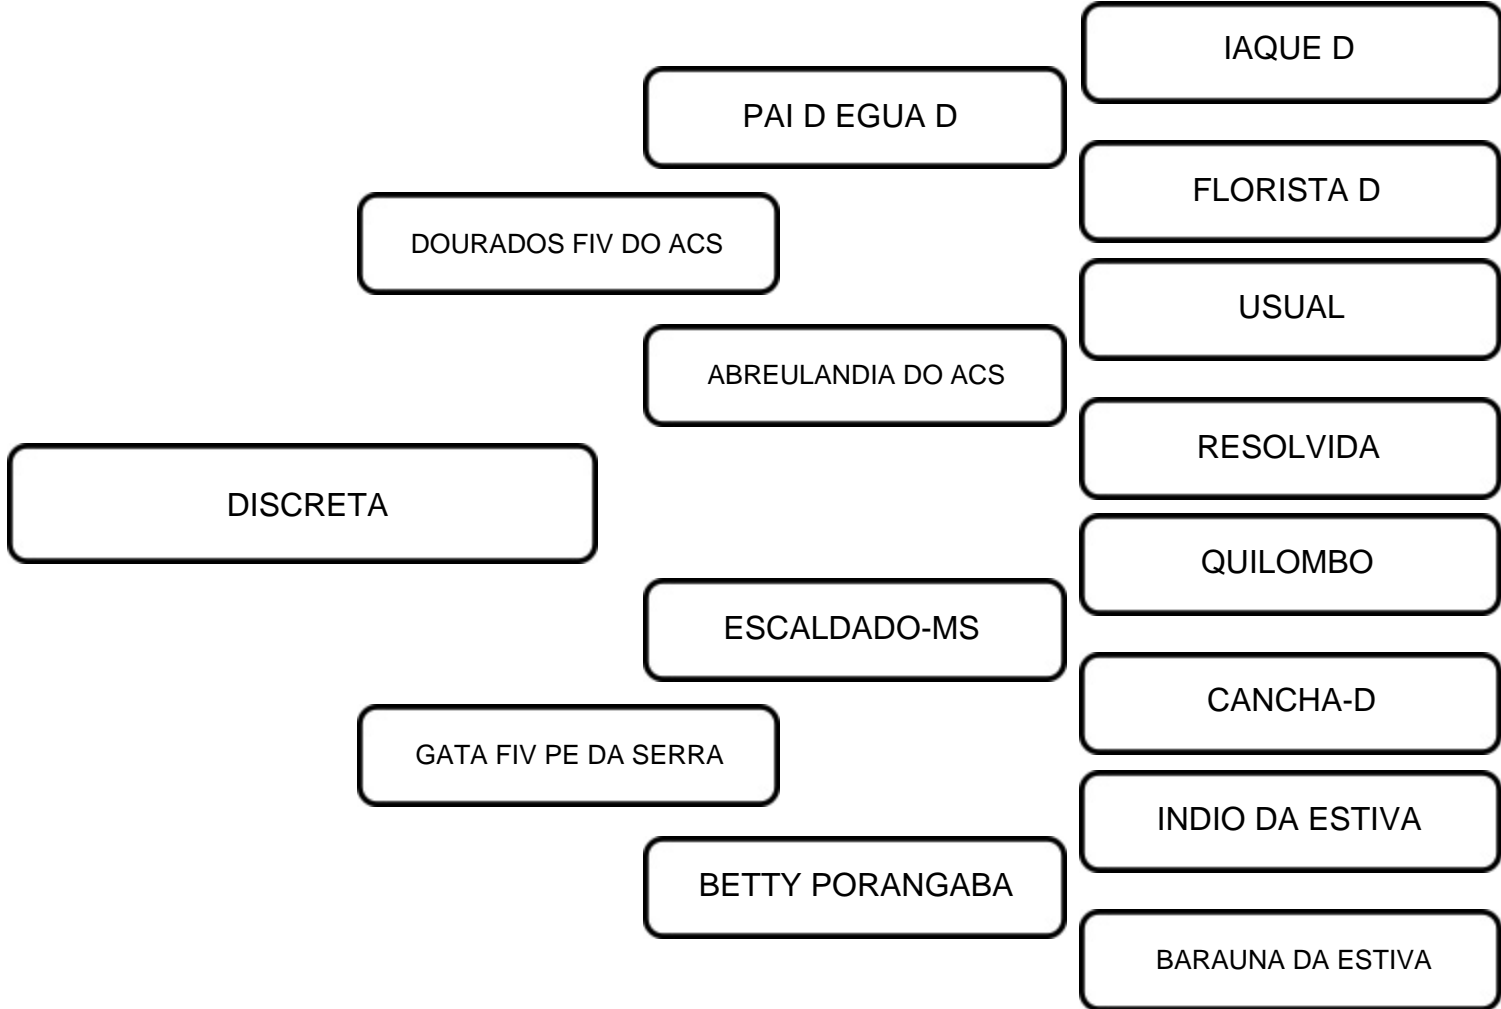 IAQUE D
PAI D EGUA D
FLORISTA D
DOURADOS FIV DO ACS
USUAL
ABREULANDIA DO ACS
RESOLVIDA
DISCRETA
QUILOMBO
ESCALDADO-MS
CANCHA-D
GATA FIV PE DA SERRA
INDIO DA ESTIVA
BETTY PORANGABA
BARAUNA DA ESTIVA